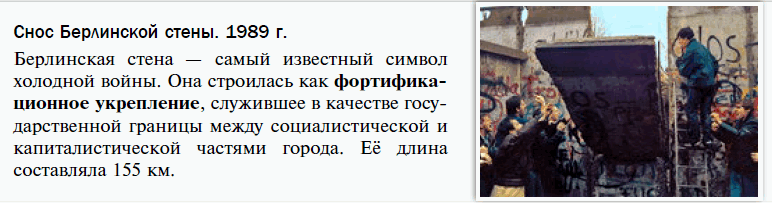 Снос Берлинской стены. 1989 г.
Берлинская стена — самый известный символ
холодной войны. Она строилась как фортифика-
ционное укрепление, служившее в качестве госу-
дарственной границы между социалистической и
капиталистической частями города. Её длина
составляла 155 км.